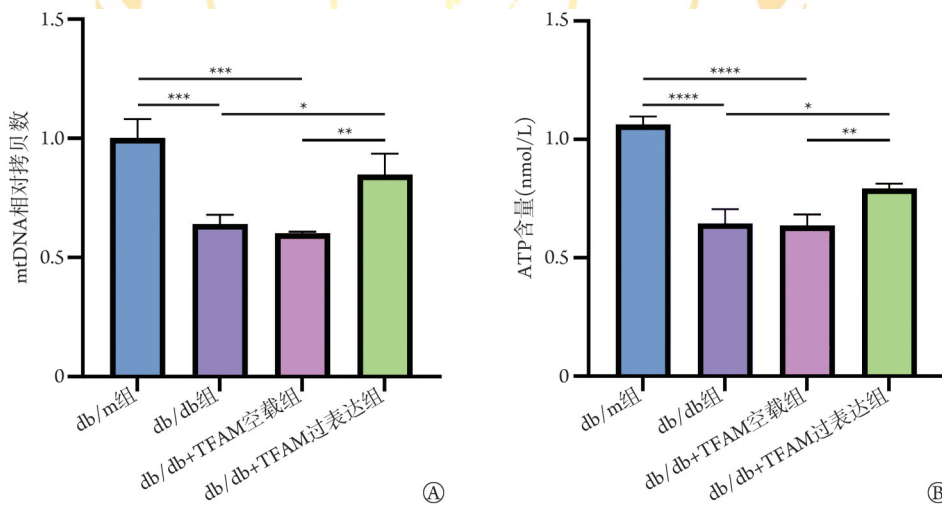 mtDNA相对拷贝数
1.5
1.0
0.5
0
***
***
*
**
db/m组
db/db组
db/db+TFAM空载组
db/db+TFAM过表达组
Ⓐ
ATP含量(nmol/L)
1.5
1.0
0.5
0
****
****
*
**
db/m组
db/db组
db/db+TFAM空载组
db/db+TFAM过表达组
Ⓑ